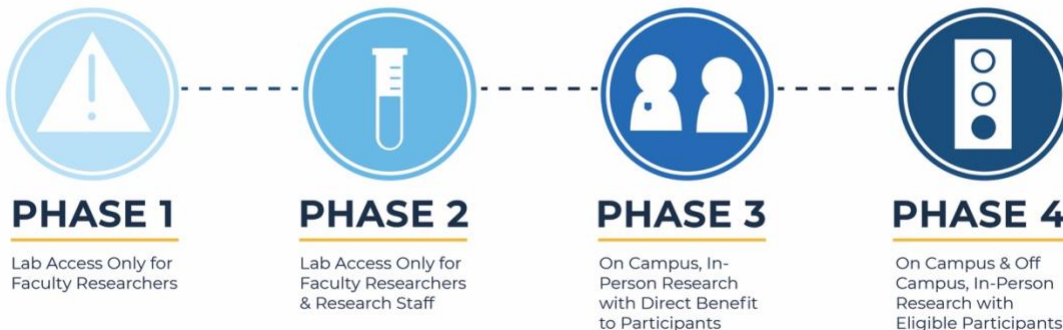 PHASE 1
Lab Access Only for
Faculty Researchers
PHASE 2
Lab Access Only for
Faculty Researchers
& Research Staff
PHASE 3
On Campus, In-
Person Research
with Direct Benefit
to Participants
PHASE 4
On Campus & Off
Campus, In-Person
Research with
Eligible Participants